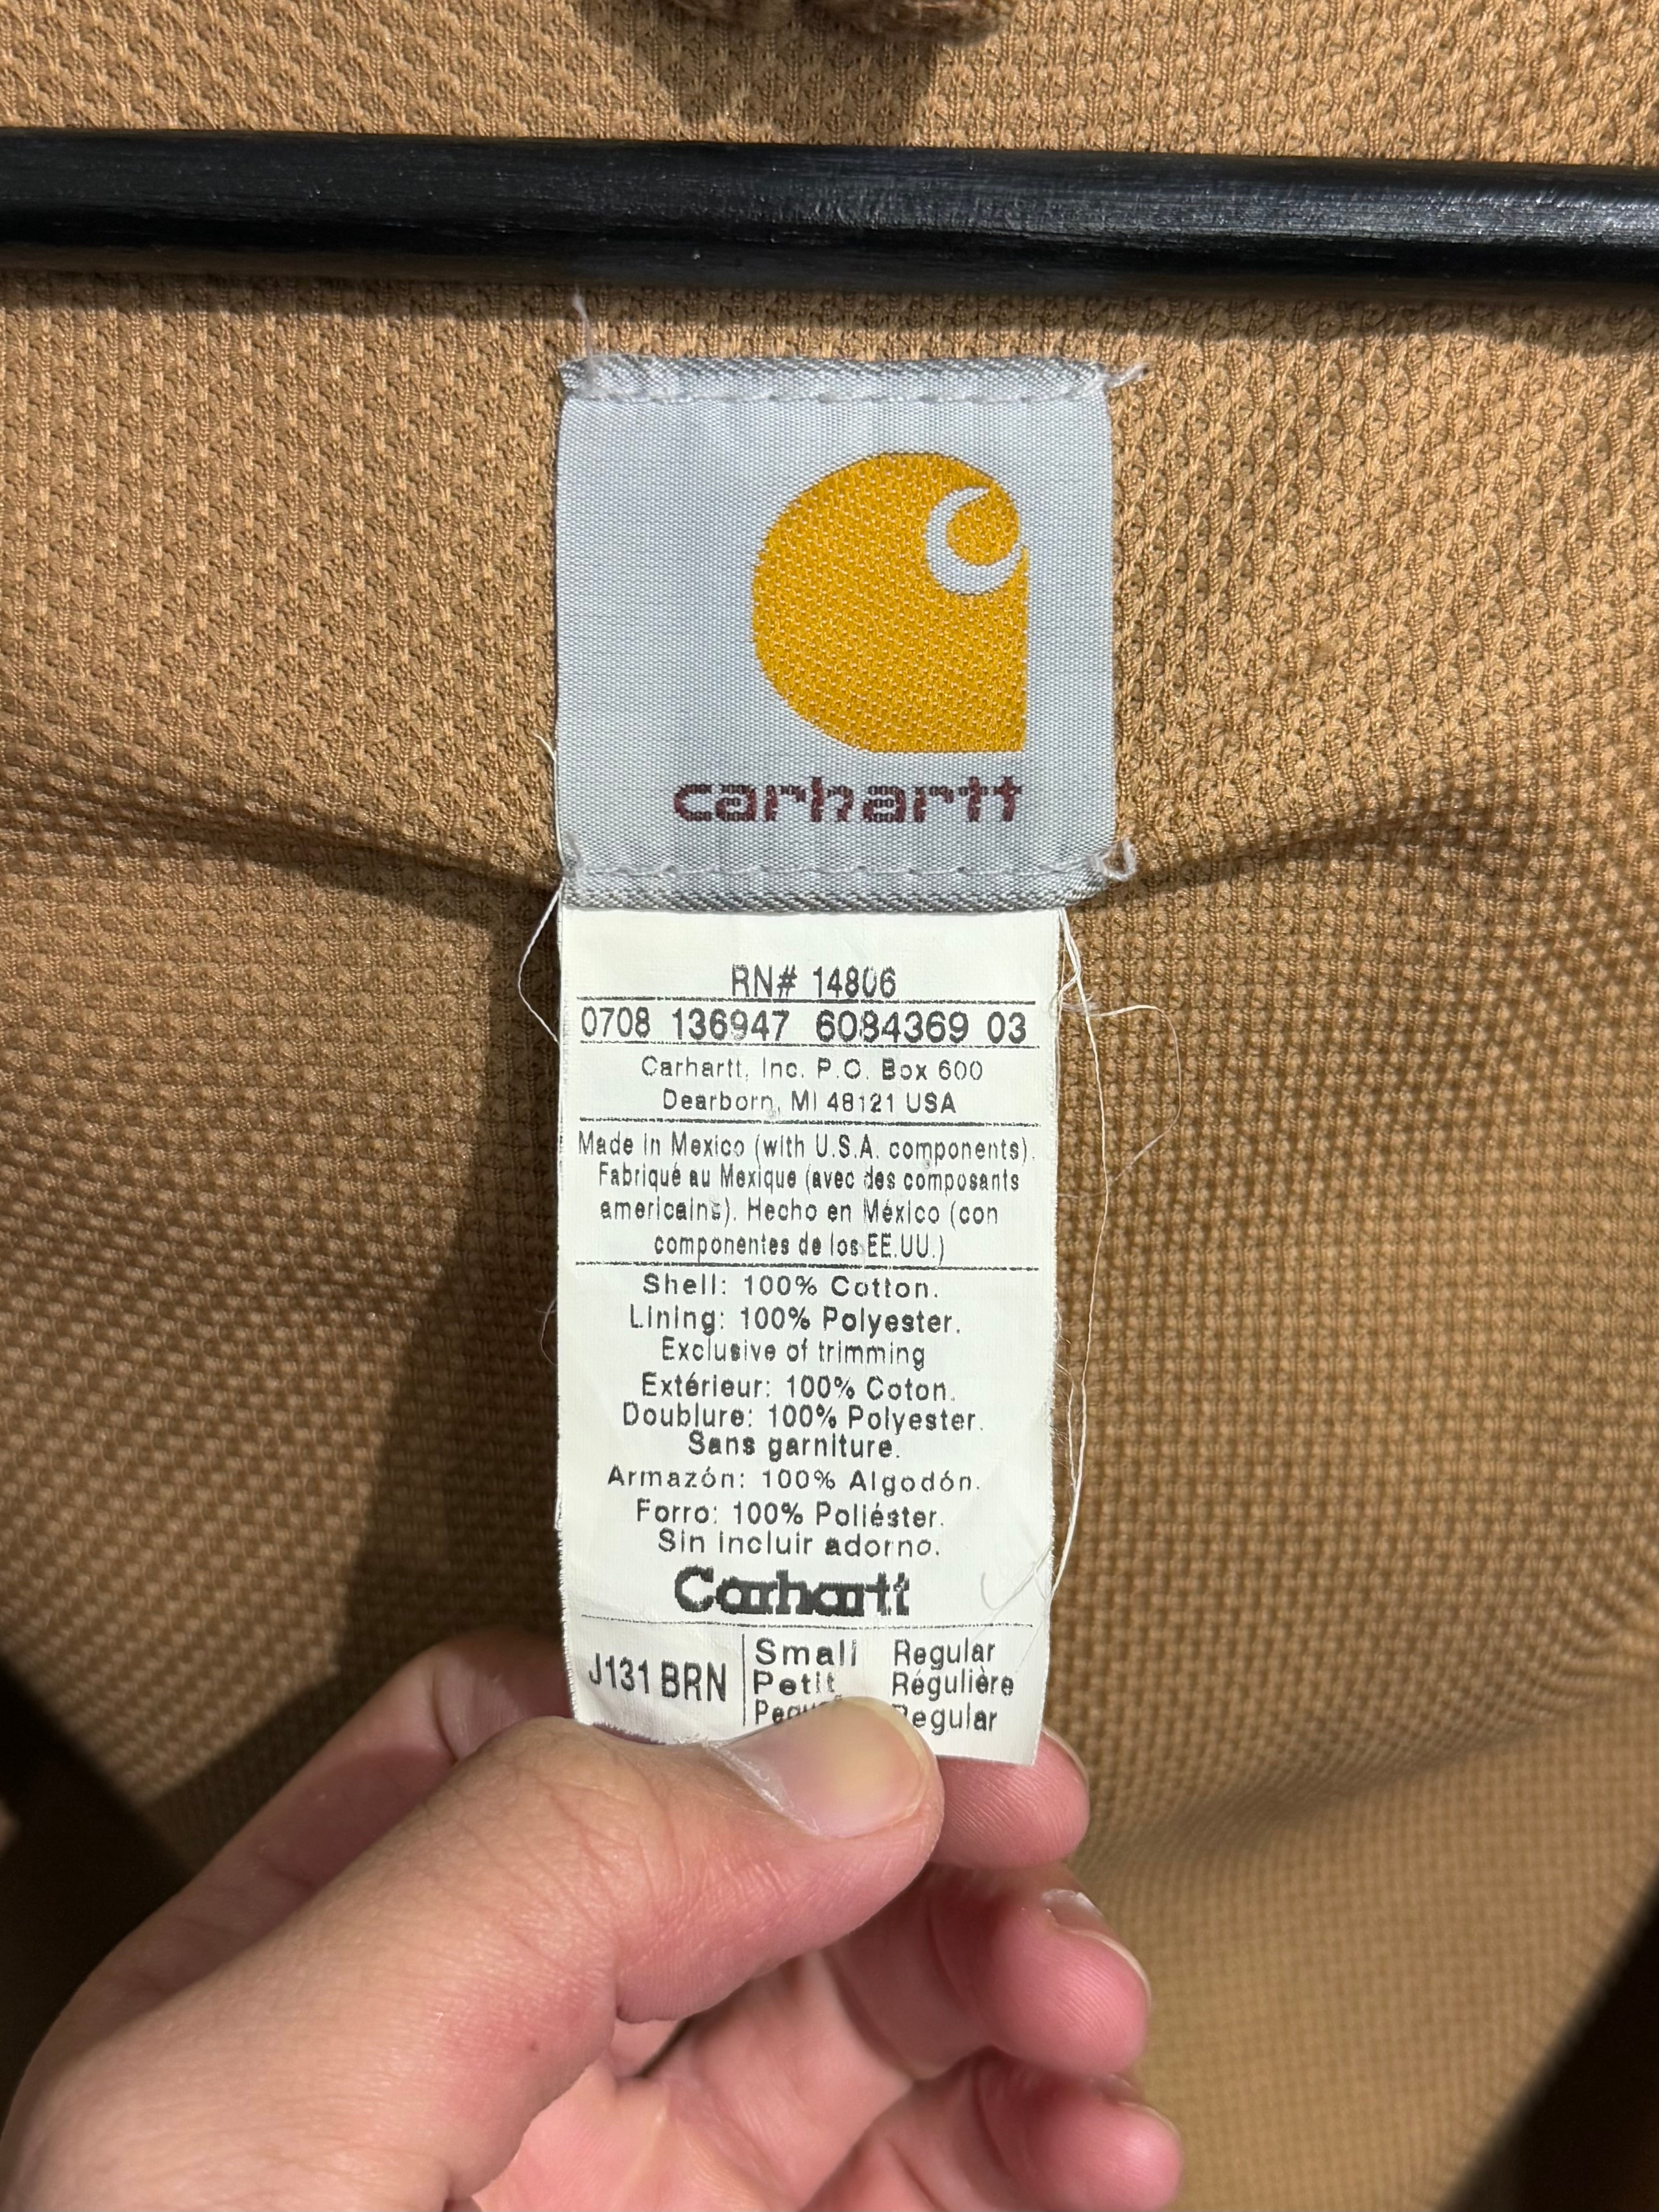 carhartt
RN# 14806
0708 136947 6084369 03
Carhartt, Inc. P.O. Box 600
Dearborn, MI 48121 USA
Made in Mexico (with U.S.A. components).
Fabriqué au Mexique (avec des composants
americains). Hecho en México (con
componentes de los EE.UU.)
Shell: 100% Cotton.
Lining: 100% Polyester.
Exclusive of trimming
Extérieur: 100% Coton.
Doublure: 100% Polyester.
Sans garniture.
Armazón: 100% Algodón.
Forro: 100% Poliéster.
Sin incluir adorno.
Carhartt
J131 BRN
Small Regular
Petit Régulière
Regular